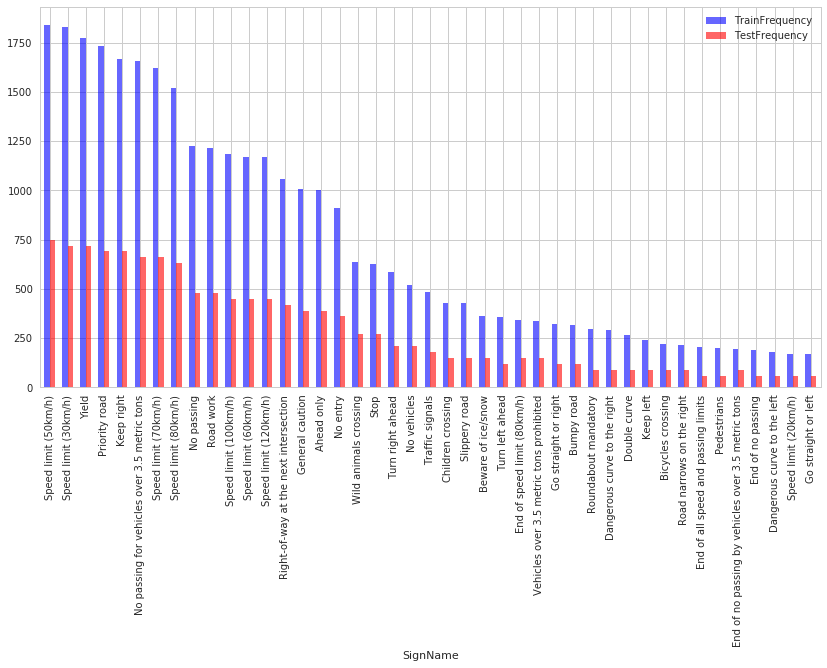 TrainFrequency
TestFrequency
1750
1500
1250
1000
750
500
250
0
Speed limit (50km/h)
Speed limit (30km/h)
Yield
Priority road
Keep right
No passing for vehicles over 3.5 metric tons
Speed limit (70km/h)
Speed limit (80km/h)
No passing
Road work
Speed limit (100km/h)
Speed limit (60km/h)
Speed limit (120km/h)
Right-of-way at the next intersection
General caution
Ahead only
No entry
Wild animals crossing
Stop
Turn right ahead
No vehicles
Traffic signals
Children crossing
Slippery road
Beware of ice/snow
Turn left ahead
End of speed limit (80km/h)
Vehicles over 3.5 metric tons prohibited
Go straight or right
Bumpy road
Roundabout mandatory
Dangerous curve to the right
Double curve
Keep left
Bicycles crossing
Road narrows on the right
End of all speed and passing limits
Pedestrians
End of no passing by vehicles over 3.5 metric tons
End of no passing
Dangerous curve to the left
Speed limit (20km/h)
Go straight or left
SignName